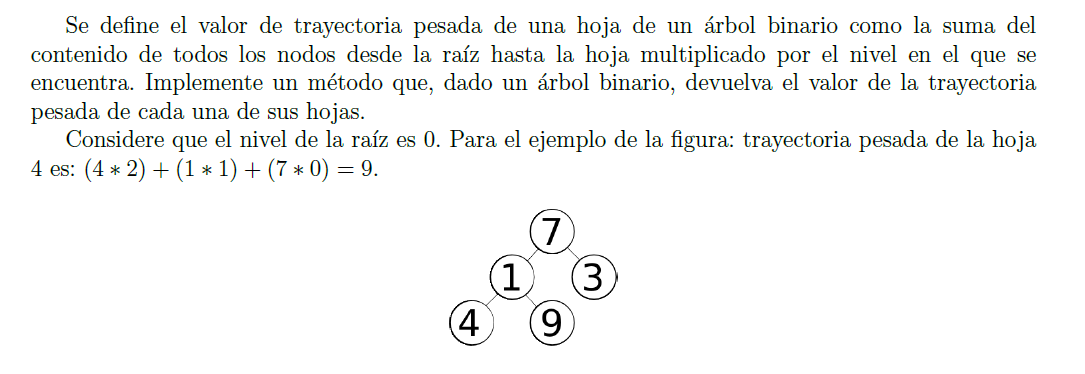 Se define el valor de trayectoria pesada de una hoja de un árbol binario como la suma del
contenido de todos los nodos desde la raíz hasta la hoja multiplicado por el nivel en el que se
encuentra. Implemente un método que, dado un árbol binario, devuelva el valor de la trayectoria
pesada de cada una de sus hojas.
Considere que el nivel de la raíz es 0. Para el ejemplo de la figura: trayectoria pesada de la hoja
4 es: (4 ∗ 2) + (1 ∗ 1) + (7 ∗ 0) = 9.
7
1 3
4 9